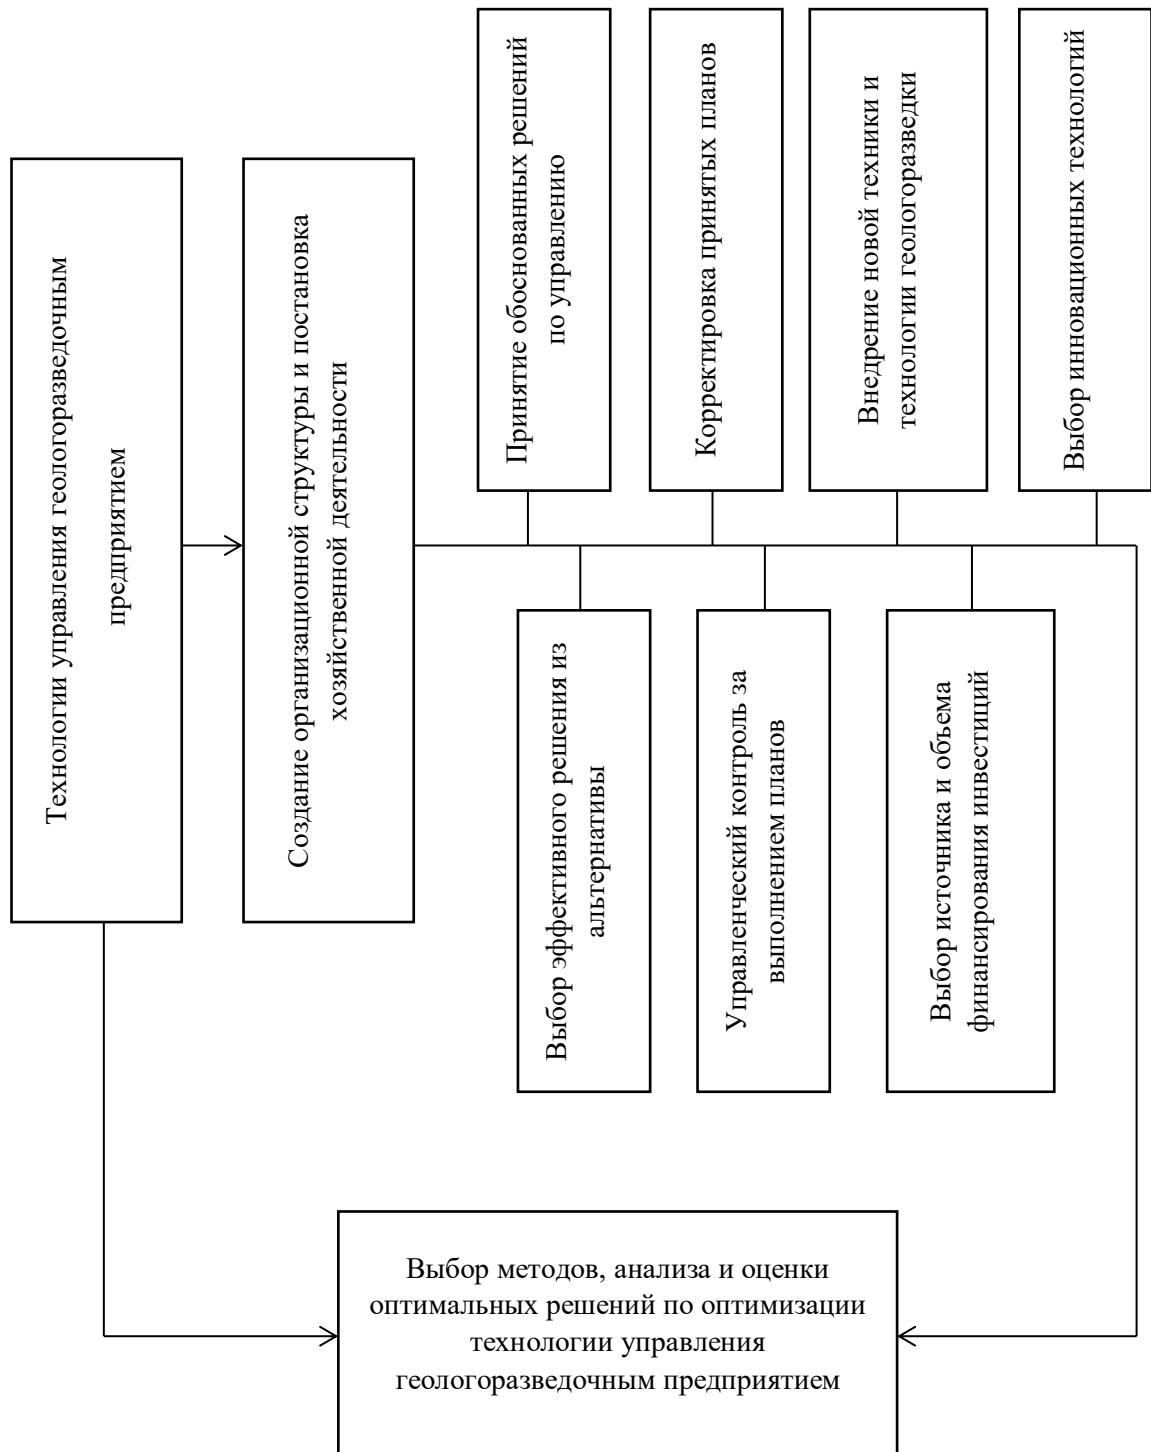 Технологии управления геологоразведочным
предприятием
Создание организационной структуры и постановка
хозяйственной деятельности
Принятие обоснованных решений
по управлению
Корректировка принятых планов
Внедрение новой техники и
технологии геологоразведки
Выбор инновационных технологий
Выбор эффективного решения из
альтернативы
Управленческий контроль за
выполнением планов
Выбор источника и объема
финансирования инвестиций
Выбор методов, анализа и оценки
оптимальных решений по оптимизации
технологии управления
геологоразведочным предприятием